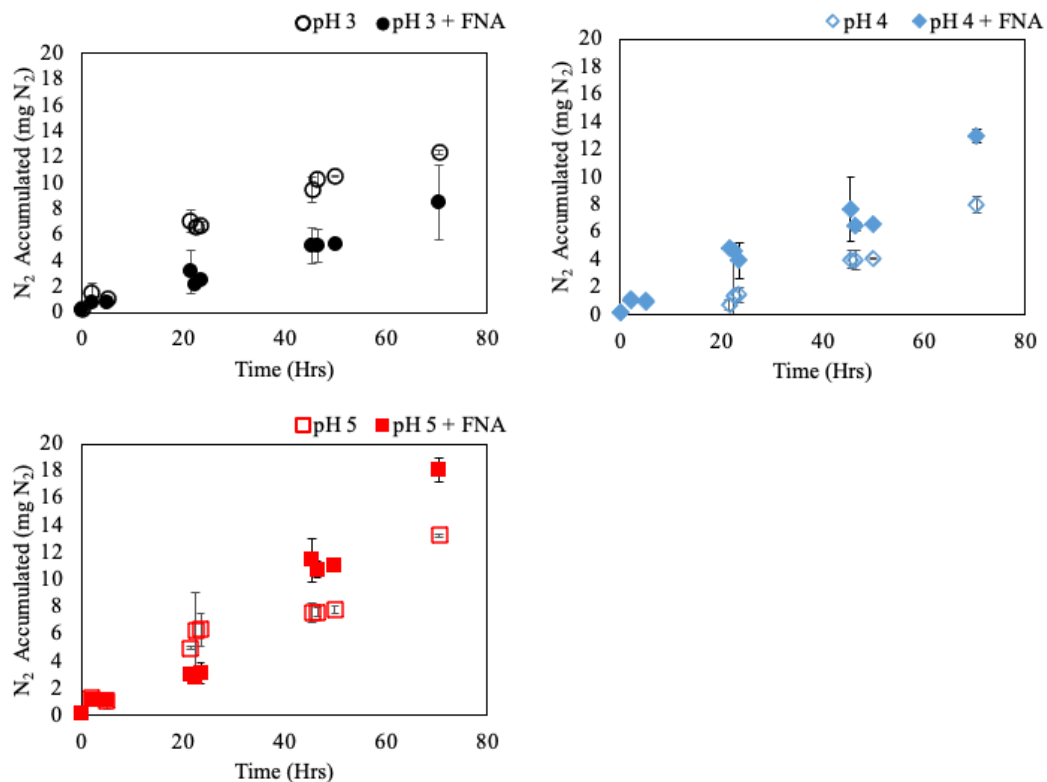 pH 3 pH 3 + FNA
N₂ Accumulated (mg N₂)
20
18
16
14
12
10
8
6
4
2
0
0 20 40 60 80
Time (Hrs)
pH 4 pH 4 + FNA
N₂ Accumulated (mg N₂)
20
18
16
14
12
10
8
6
4
2
0
0 20 40 60 80
Time (Hrs)
pH 5 pH 5 + FNA
N₂ Accumulated (mg N₂)
20
18
16
14
12
10
8
6
4
2
0
0 20 40 60 80
Time (Hrs)